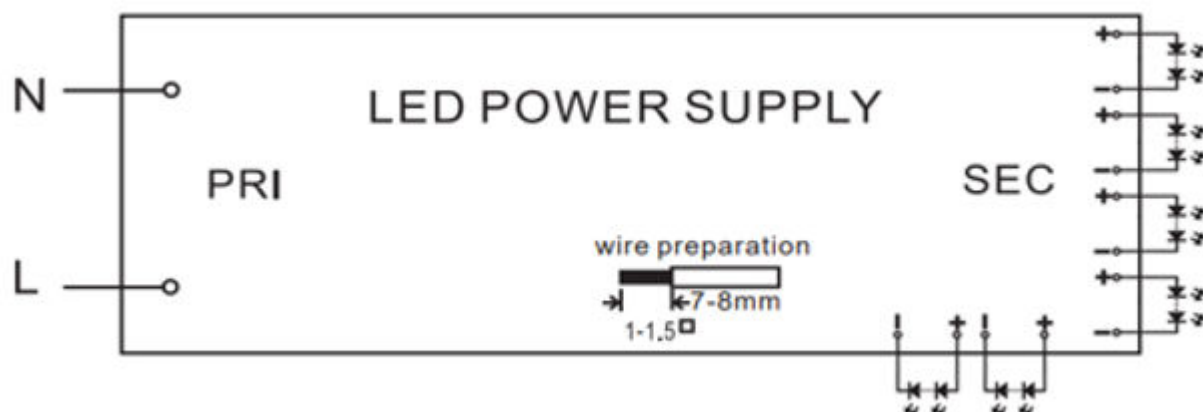 N
LED POWER SUPPLY
PRI
SEC
wire preparation
7-8mm
1-1.5□
L
+
-
+
-
+
-
+
-
- + - +